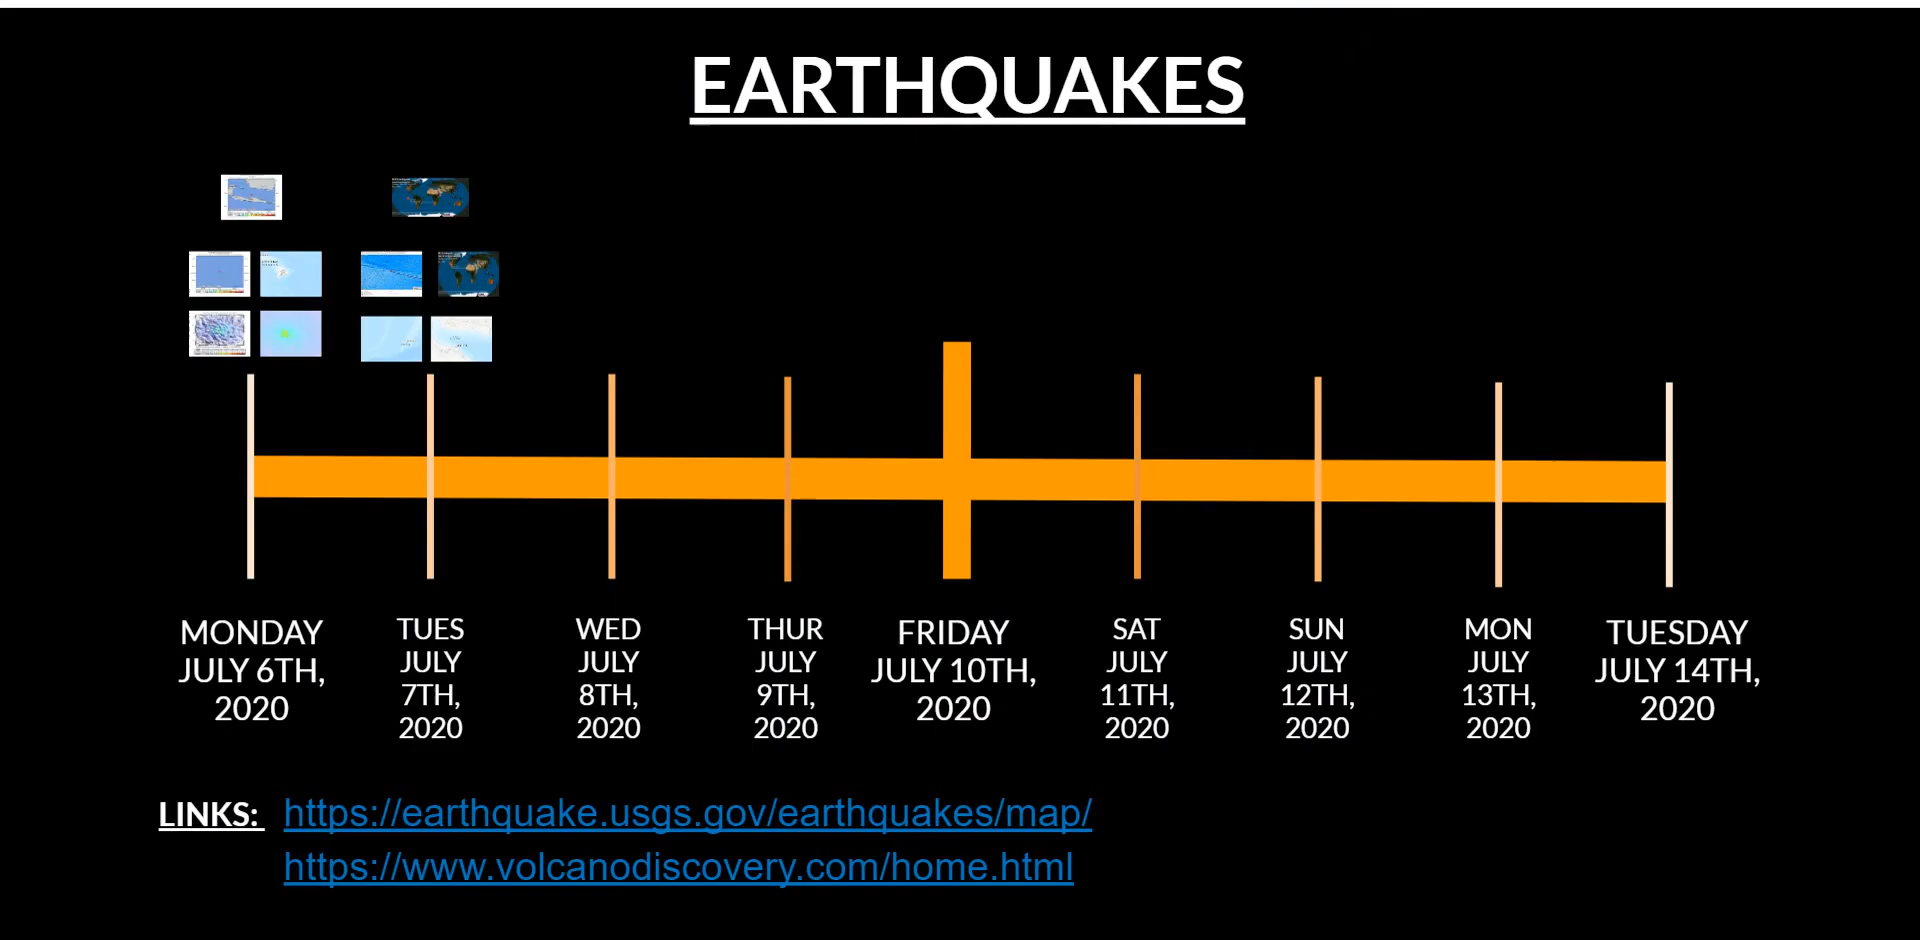 EARTHQUAKES
MONDAY
JULY 6TH,
2020
TUES
JULY
7TH,
2020
WED
JULY
8TH,
2020
THUR
JULY
9TH,
2020
FRIDAY
JULY 10TH,
2020
SAT
JULY
11TH,
2020
SUN
JULY
12TH,
2020
MON
JULY
13TH,
2020
TUESDAY
JULY 14TH,
2020
LINKS: https://earthquake.usgs.gov/earthquakes/map/
https://www.volcanodiscovery.com/home.html